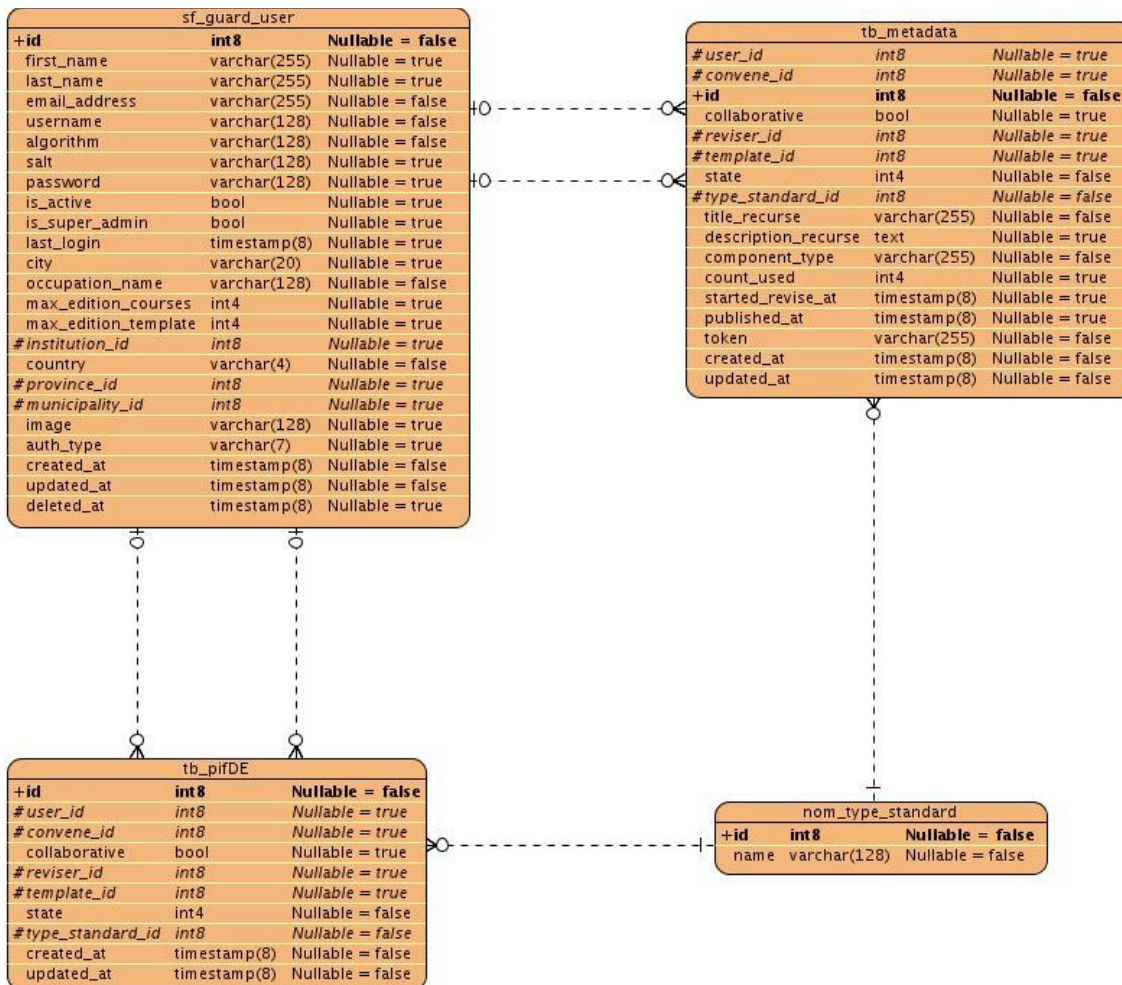 sf_guard_user
+id int8 Nullable = false
first_name varchar(255) Nullable = true
last_name varchar(255) Nullable = true
email_address varchar(255) Nullable = false
username varchar(128) Nullable = false
algorithm varchar(128) Nullable = false
salt varchar(128) Nullable = true
password varchar(128) Nullable = true
is_active bool Nullable = true
is_super_admin bool Nullable = true
last_login timestamp(8) Nullable = true
city varchar(20) Nullable = true
occupation_name varchar(128) Nullable = false
max_edition_courses int4 Nullable = true
max_edition_template int4 Nullable = true
#institution_id int8 Nullable = true
country varchar(4) Nullable = false
#province_id int8 Nullable = true
#municipality_id int8 Nullable = true
image varchar(128) Nullable = true
auth_type varchar(7) Nullable = true
created_at timestamp(8) Nullable = false
updated_at timestamp(8) Nullable = false
deleted_at timestamp(8) Nullable = true
tb_metadata
#user_id int8 Nullable = true
#convene_id int8 Nullable = true
+id int8 Nullable = false
collaborative bool Nullable = true
#reviser_id int8 Nullable = true
#template_id int8 Nullable = true
state int4 Nullable = false
#type_standard_id int8 Nullable = false
title_recurse varchar(255) Nullable = false
description_recurse text Nullable = true
component_type varchar(255) Nullable = false
count_used int4 Nullable = true
started_revise_at timestamp(8) Nullable = true
published_at timestamp(8) Nullable = true
token varchar(255) Nullable = false
created_at timestamp(8) Nullable = false
updated_at timestamp(8) Nullable = false
tb_pifDE
+id int8 Nullable = false
#user_id int8 Nullable = true
#convene_id int8 Nullable = true
collaborative bool Nullable = true
#reviser_id int8 Nullable = true
#template_id int8 Nullable = true
state int4 Nullable = false
#type_standard_id int8 Nullable = false
created_at timestamp(8) Nullable = false
updated_at timestamp(8) Nullable = false
nom_type_standard
+id int8 Nullable = false
name varchar(128) Nullable = false